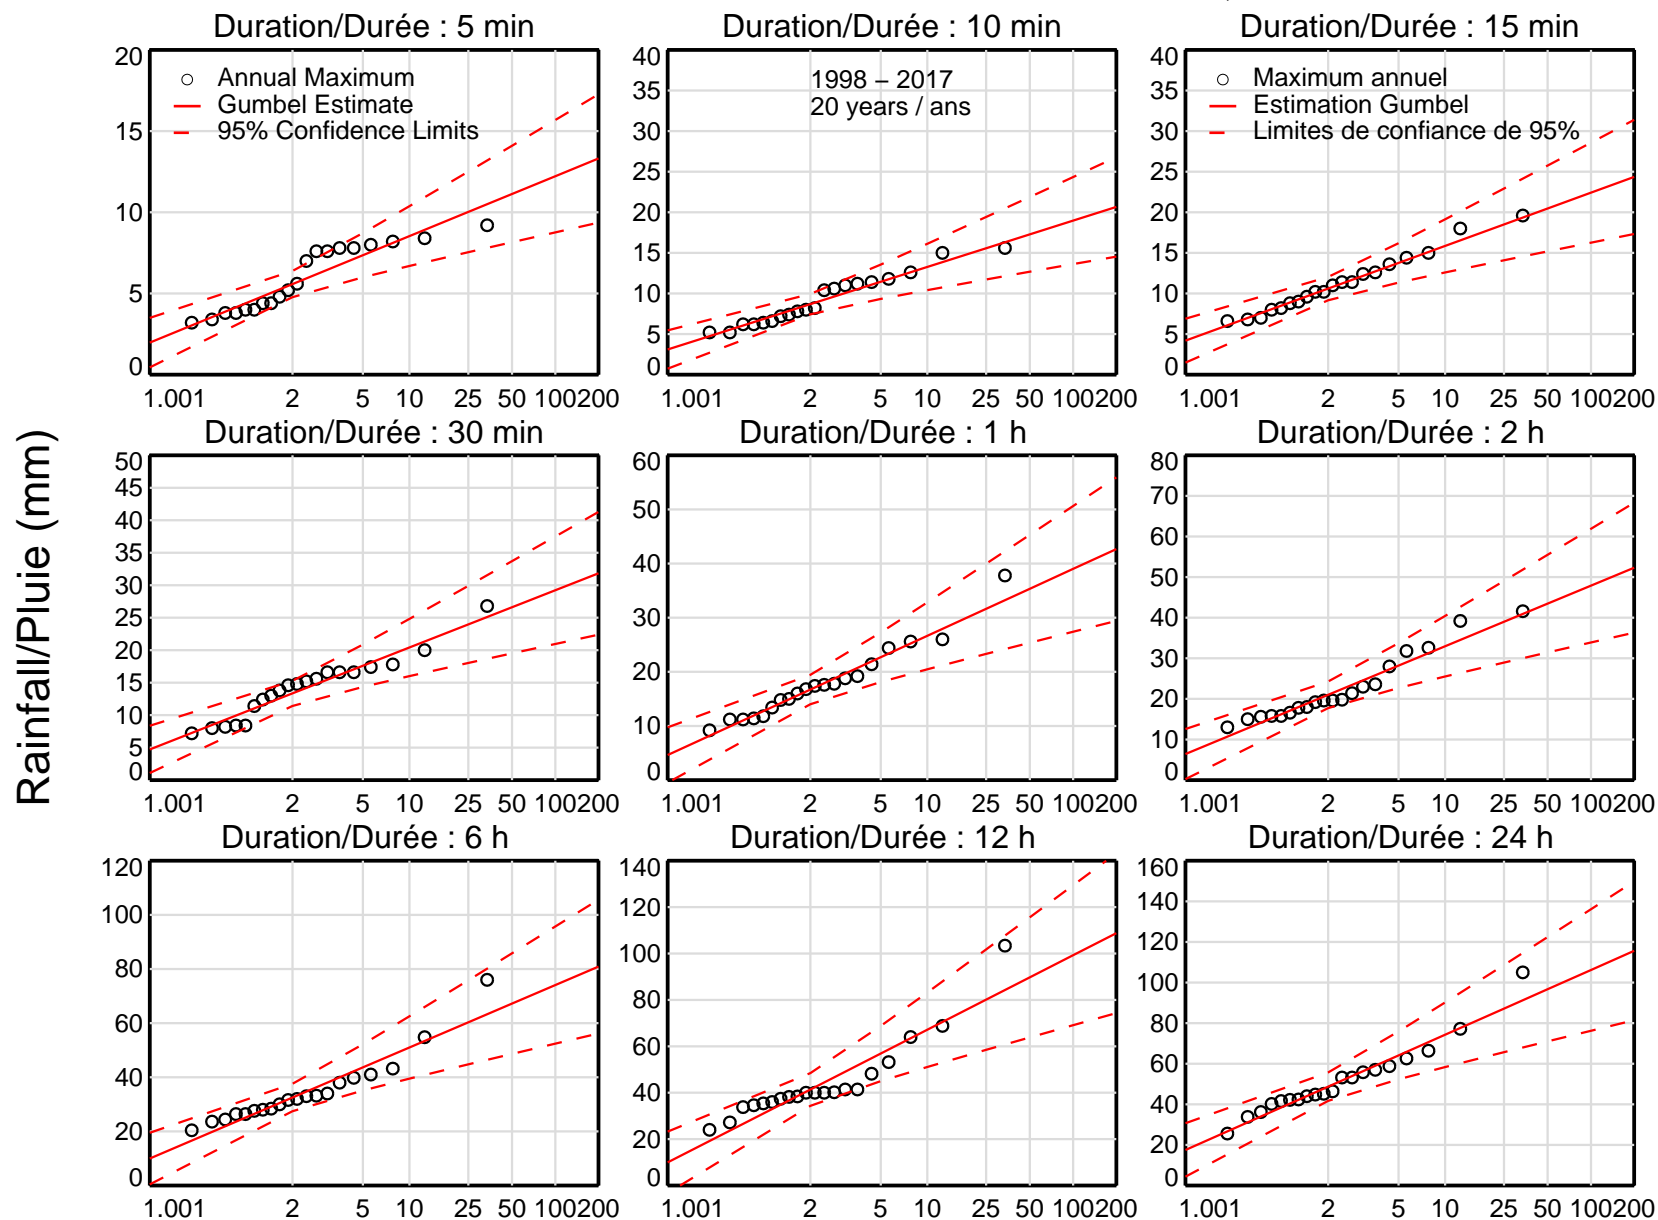 Duration/Durée : 5 min
20
15
10
5
0
○ Annual Maximum
Gumbel Estimate
95% Confidence Limits
1.001 2 5 10 25 50 100200
Duration/Durée : 10 min
40
35
30
25
20
15
10
5
0
1998 – 2017
20 years / ans
1.001 2 5 10 25 50 100200
Duration/Durée : 15 min
40
35
30
25
20
15
10
5
0
○ Maximum annuel
Estimation Gumbel
Limites de confiance de 95%
1.001 2 5 10 25 50 100200
Rainfall/Pluie (mm)
Duration/Durée : 30 min
50
45
40
35
30
25
20
15
10
5
0
1.001 2 5 10 25 50 100200
Duration/Durée : 1 h
60
50
40
30
20
10
0
1.001 2 5 10 25 50 100200
Duration/Durée : 2 h
80
70
60
50
40
30
20
10
0
1.001 2 5 10 25 50 100200
Duration/Durée : 6 h
120
100
80
60
40
20
0
1.001 2 5 10 25 50 100200
Duration/Durée : 12 h
140
120
100
80
60
40
20
0
1.001 2 5 10 25 50 100200
Duration/Durée : 24 h
160
140
120
100
80
60
40
20
0
1.001 2 5 10 25 50 100200